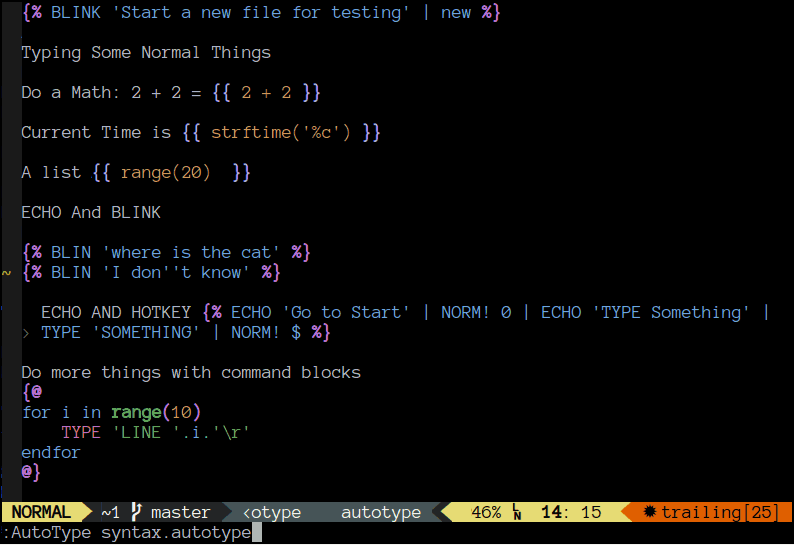 {% BLINK 'Start a new file for testing' | new %}
Typing Some Normal Things
Do a Math: 2 + 2 = {{ 2 + 2 }}
Current Time is {{ strftime('%c') }}
A list {{ range(20)  }}
ECHO And BLINK
{% BLIN 'where is the cat' %}
~ {% BLIN 'I don''t know' %}
ECHO AND HOTKEY {% ECHO 'Go to Start' | NORM! 0 | ECHO 'TYPE Something' |
› TYPE 'SOMETHING' | NORM! $ %}
Do more things with command blocks
{@
for i in range(10)
    TYPE 'LINE '.i.'\r'
endfor
@}
NORMAL ~1 master <otype autotype 46% LN 14: 15 ✹ trailing[25]
:AutoType syntax.autotype